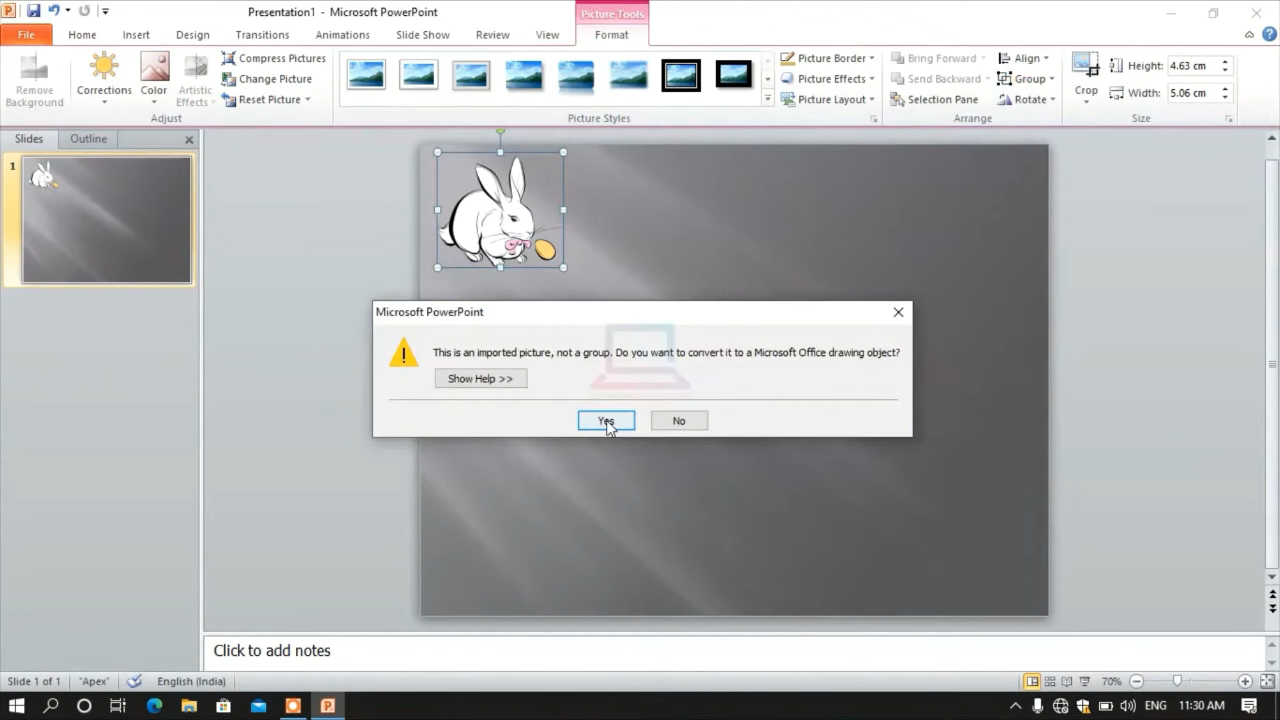 Presentation1 - Microsoft PowerPoint
Picture Tools
File Home Insert Design Transitions Animations Slide Show Review View Format
Remove Background
Corrections
Color
Artistic Effects
Compress Pictures
Change Picture
Reset Picture
Adjust
Picture Styles
Picture Border
Picture Effects
Picture Layout
Bring Forward
Send Backward
Selection Pane
Align
Group
Rotate
Arrange
Crop
Height: 4.63 cm
Width: 5.06 cm
Size
Slides Outline
1
Microsoft PowerPoint
This is an imported picture, not a group. Do you want to convert it to a Microsoft Office drawing object?
Show Help >>
Yes No
Click to add notes
Slide 1 of 1 "Apex" English (India) 70%
ENG 11:30 AM